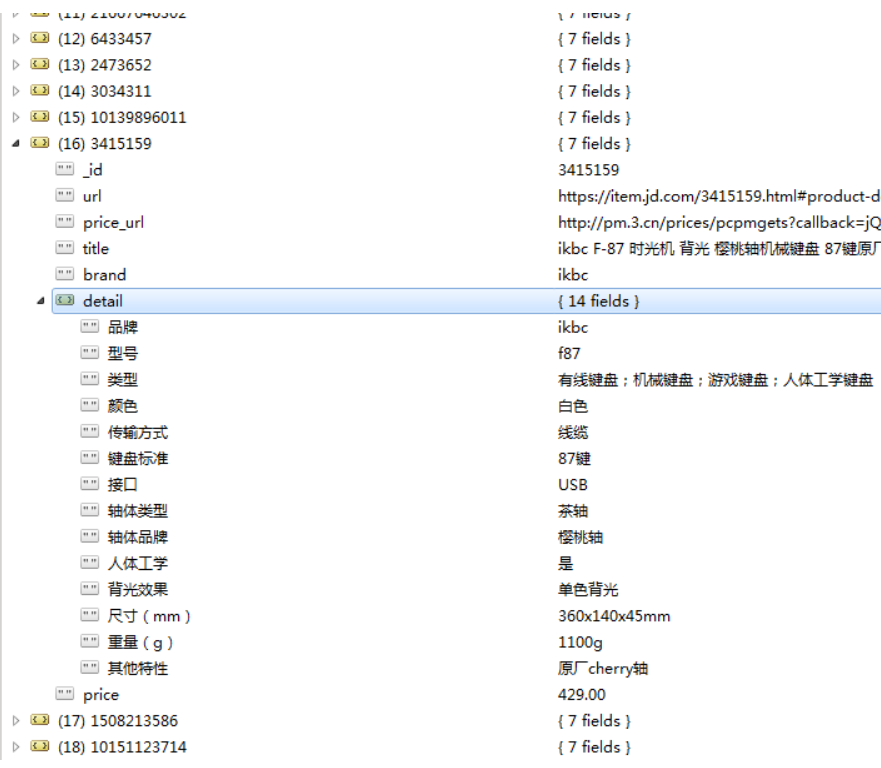 (12) 6433457 { 7 fields }
(13) 2473652 { 7 fields }
(14) 3034311 { 7 fields }
(15) 10139896011 { 7 fields }
(16) 3415159 { 7 fields }
_id 3415159
url https://item.jd.com/3415159.html#product-d
price_url http://pm.3.cn/prices/pcpmgets?callback=jQ
title ikbc F-87 时光机 背光 樱桃轴机械键盘 87键原厂
brand ikbc
detail { 14 fields }
品牌 ikbc
型号 f87
类型 有线键盘；机械键盘；游戏键盘；人体工学键盘
颜色 白色
传输方式 线缆
键盘标准 87键
接口 USB
轴体类型 茶轴
轴体品牌 樱桃轴
人体工学 是
背光效果 单色背光
尺寸（mm） 360x140x45mm
重量（g） 1100g
其他特性 原厂cherry轴
price 429.00
(17) 1508213586 { 7 fields }
(18) 10151123714 { 7 fields }